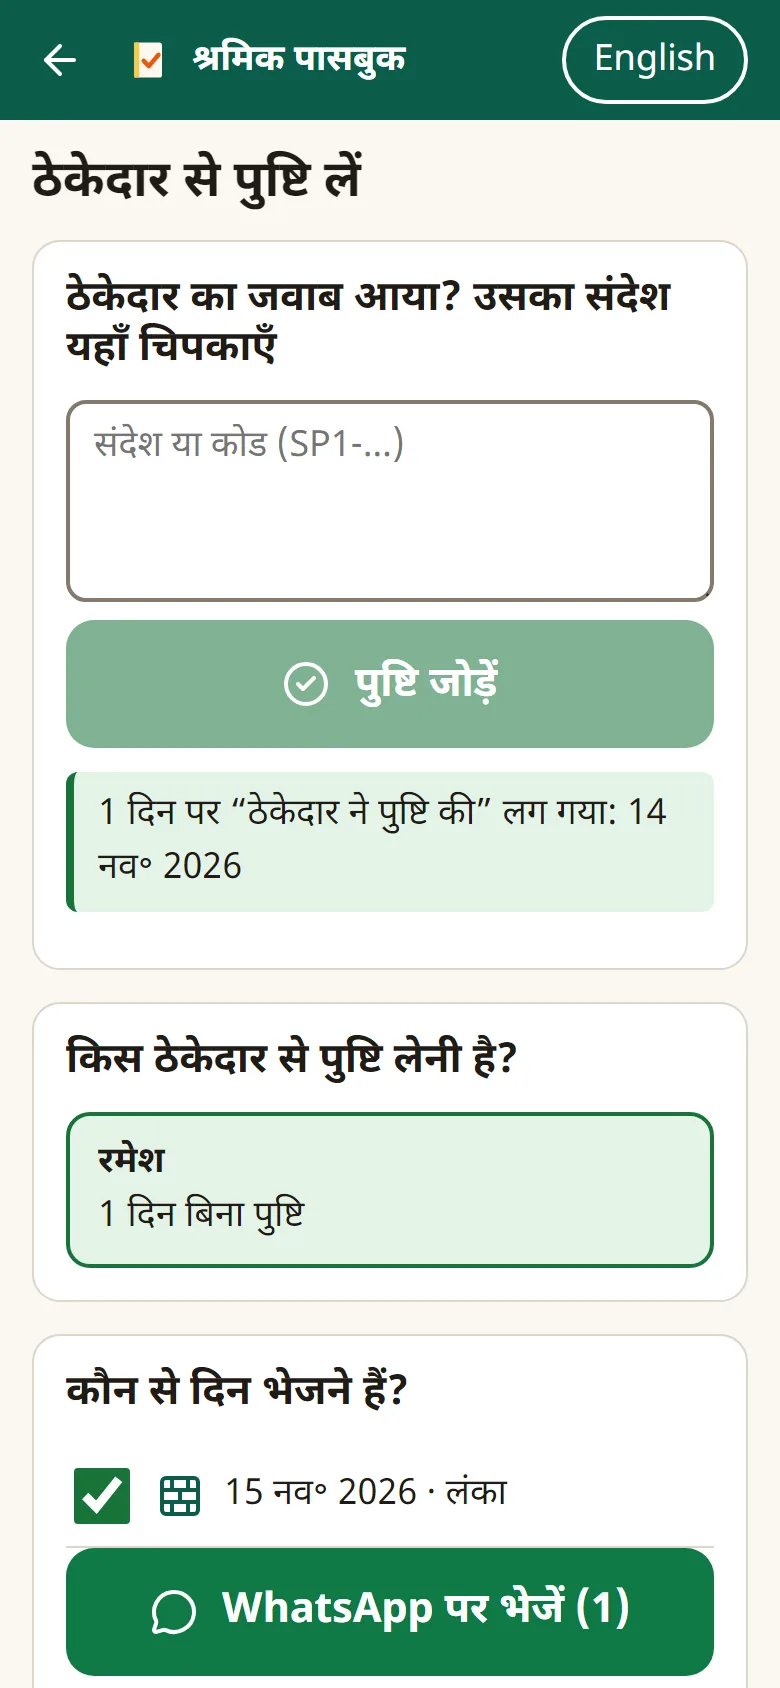 श्रमिक पासबुक
English
ठेकेदार से पुष्टि लें
ठेकेदार का जवाब आया? उसका संदेश
यहाँ चिपकाएँ
संदेश या कोड (SP1-…)
पुष्टि जोड़ें
1 दिन पर “ठेकेदार ने पुष्टि की” लग गया: 14
नव॰ 2026
किस ठेकेदार से पुष्टि लेनी है?
रमेश
1 दिन बिना पुष्टि
कौन से दिन भेजने हैं?
15 नव॰ 2026 · लंका
WhatsApp पर भेजें (1)